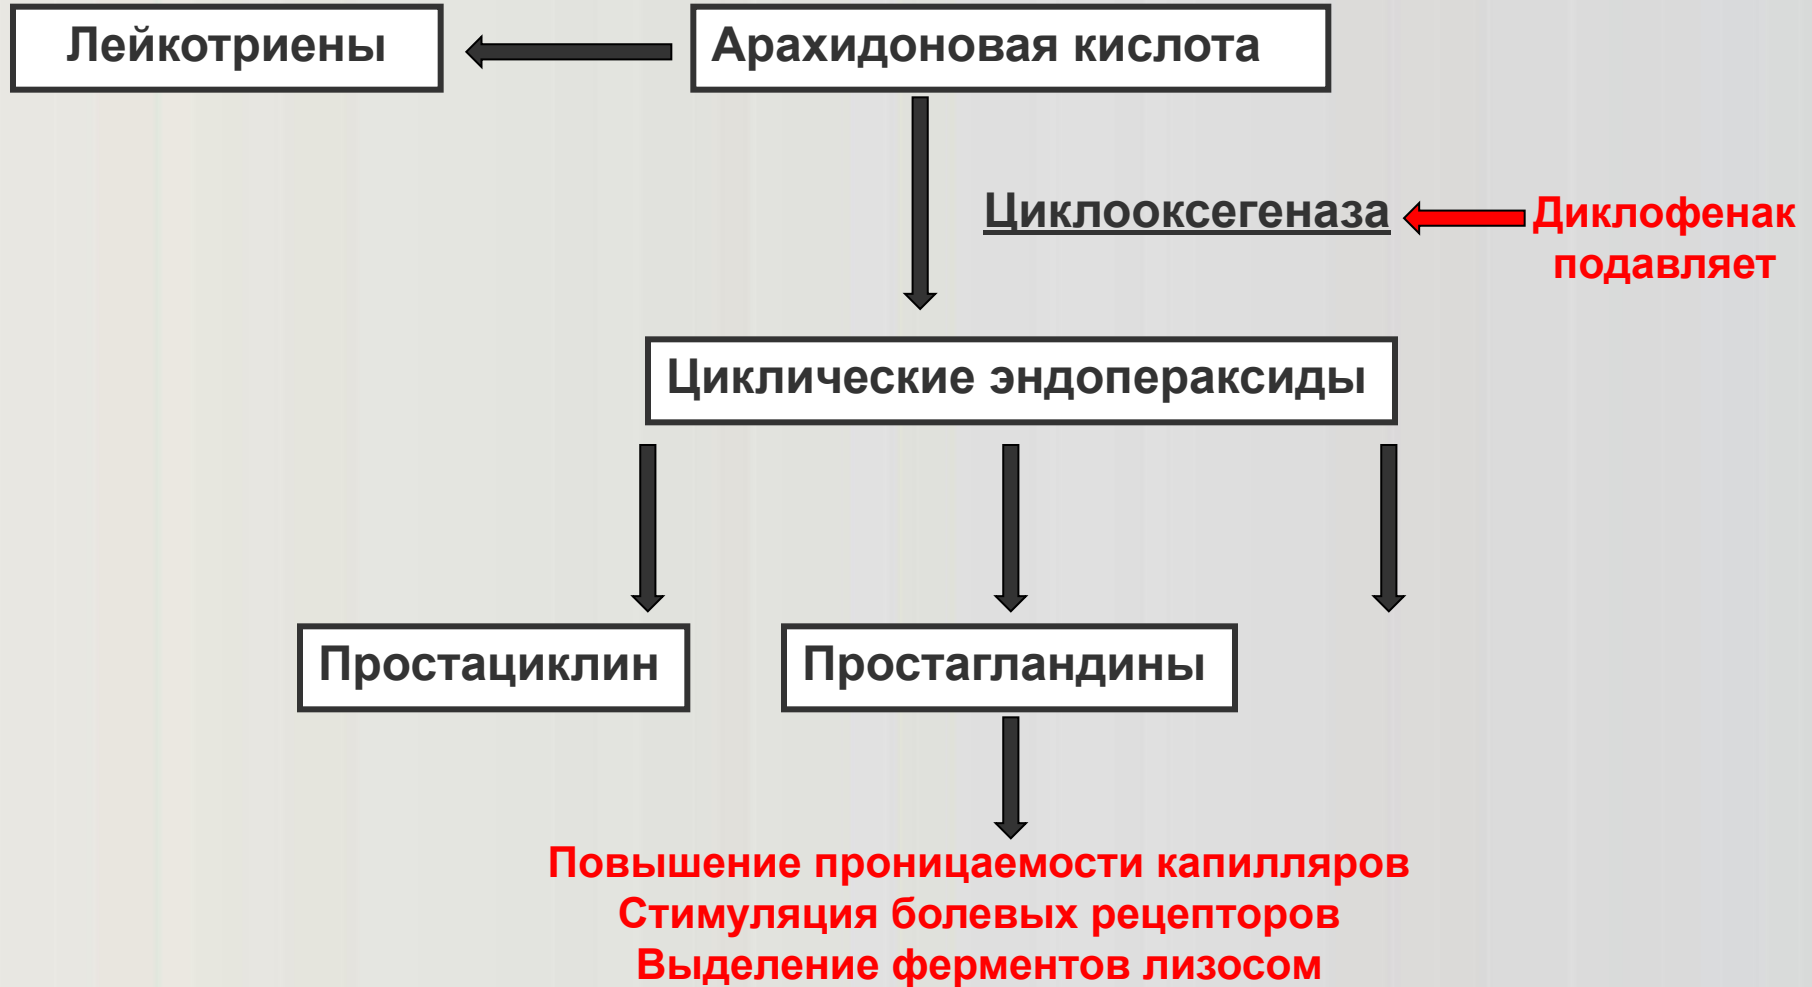 Лейкотриены
Арахидоновая кислота
Циклооксегеназа
Диклофенак
подавляет
Циклические эндопераксиды
Простациклин
Простагландины
Повышение проницаемости капилляров
Стимуляция болевых рецепторов
Выделение ферментов лизосом